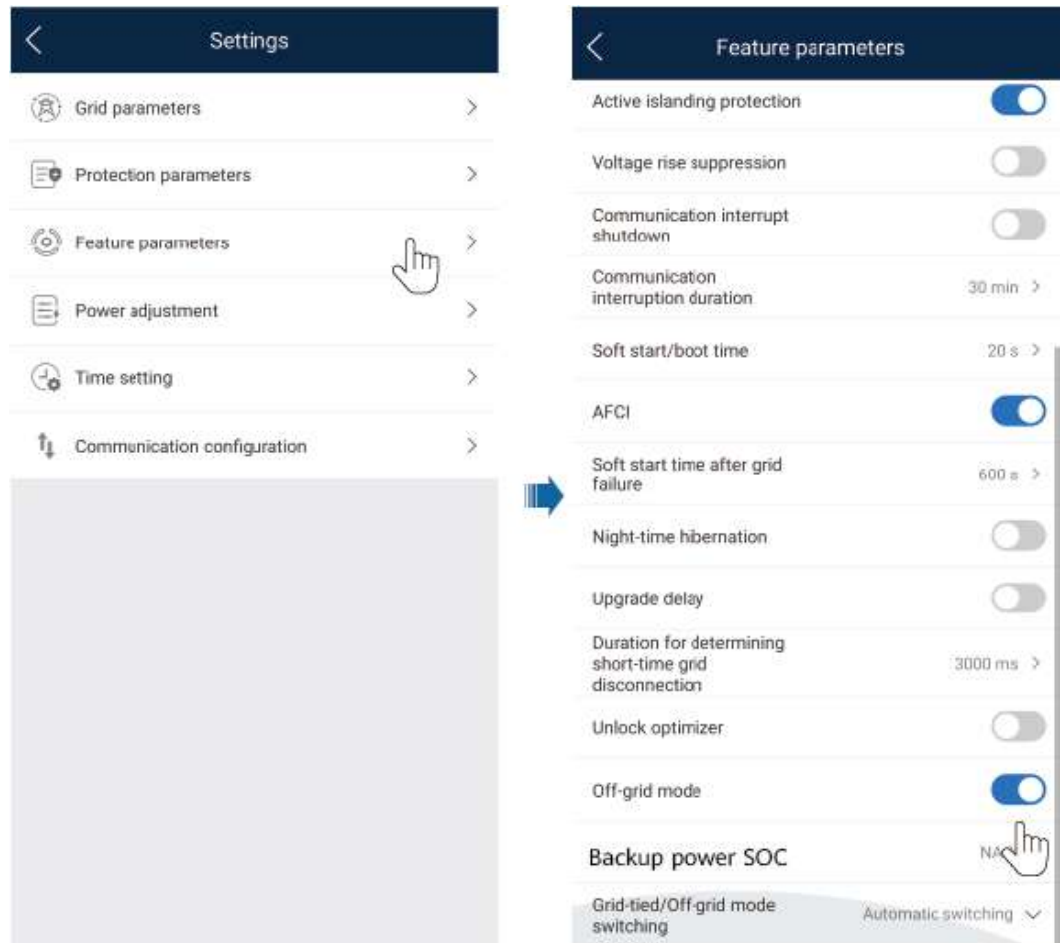 Settings
Grid parameters
Protection parameters
Feature parameters
Power adjustment
Time setting
Communication configuration
Feature parameters
Active islanding protection
Voltage rise suppression
Communication interrupt
shutdown
Communication
interruption duration
30 min
Soft start/boot time
20 s
AFCI
Soft start time after grid
failure
600 s
Night-time hibernation
Upgrade delay
Duration for determining
short-time grid
disconnection
3000 ms
Unlock optimizer
Off-grid mode
Backup power SOC
NA
Grid-tied/Off-grid mode
switching
Automatic switching